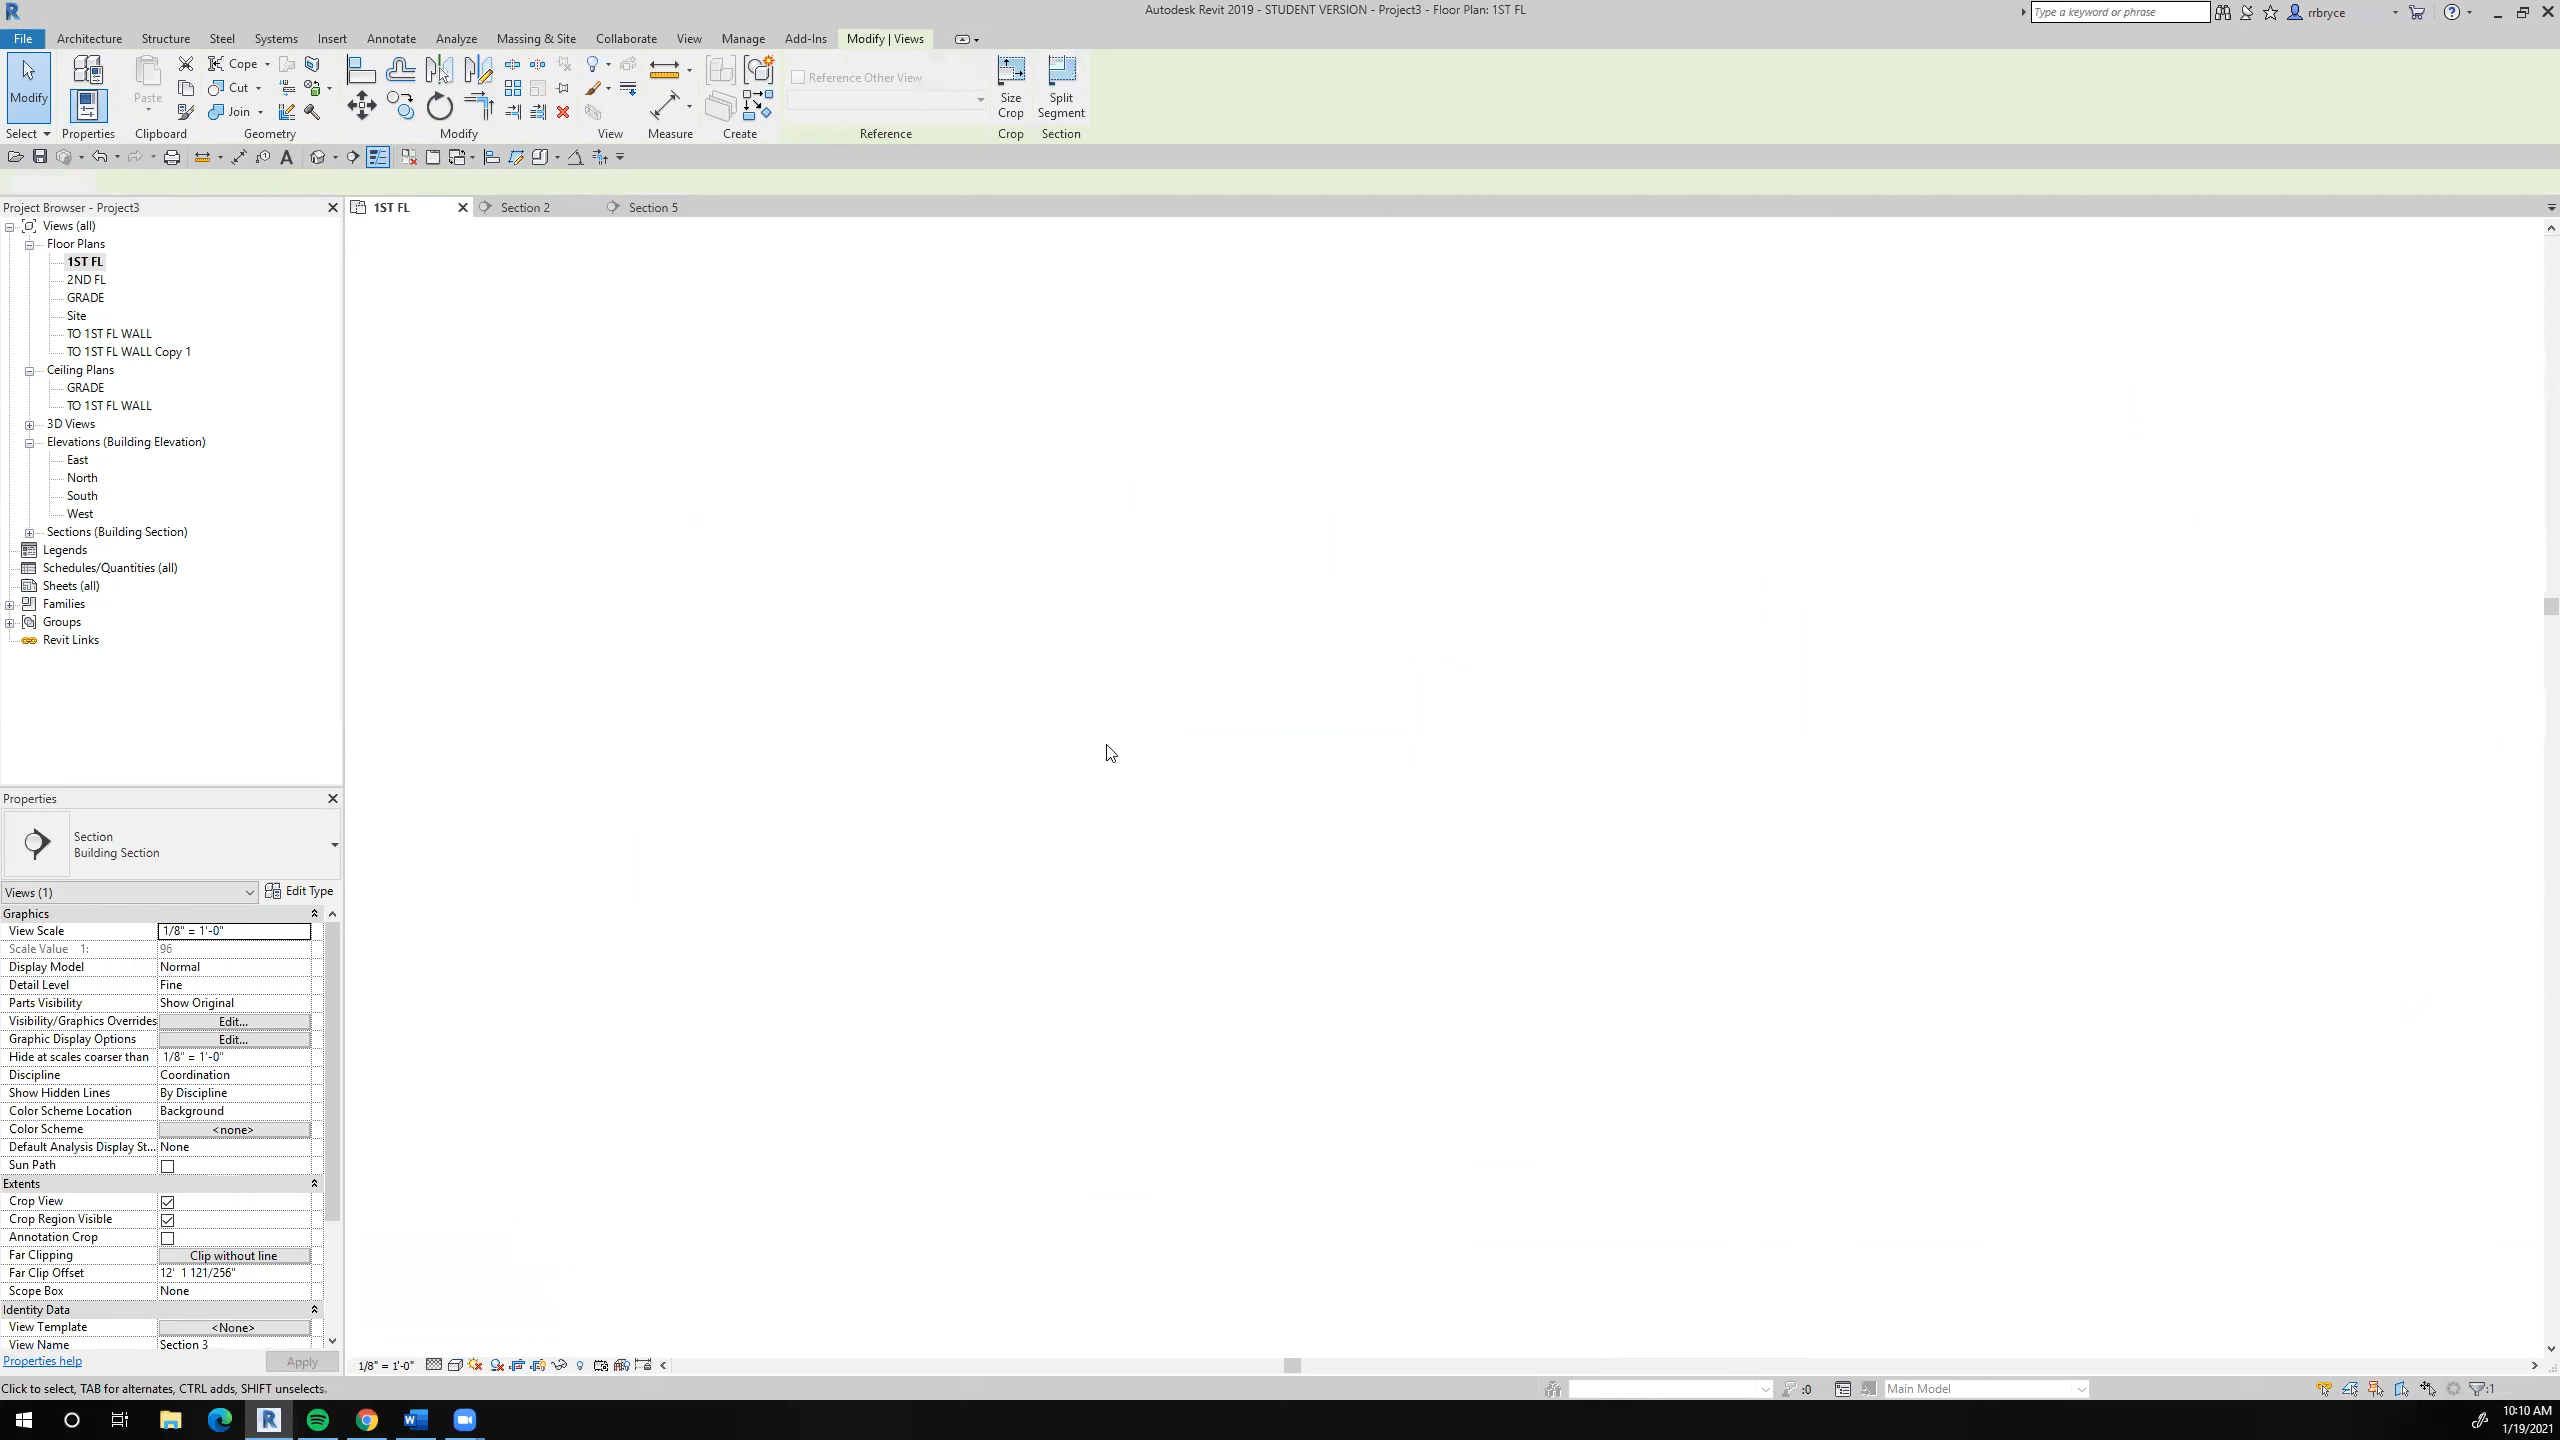 Autodesk Revit 2019 - STUDENT VERSION - Project3 - Floor Plan: 1ST FL
Type a keyword or phrase
rrbryce
File
Architecture
Structure
Steel
Systems
Insert
Annotate
Analyze
Massing & Site
Collaborate
View
Manage
Add-Ins
Modify | Views
Modify
Paste
Cope
Cut
Join
Reference Other View
Size Crop
Split Segment
Select
Properties
Clipboard
Geometry
Modify
View
Measure
Create
Reference
Crop
Section
Project Browser - Project3
1ST FL
Section 2
Section 5
Views (all)
Floor Plans
1ST FL
2ND FL
GRADE
Site
TO 1ST FL WALL
TO 1ST FL WALL Copy 1
Ceiling Plans
GRADE
TO 1ST FL WALL
3D Views
Elevations (Building Elevation)
East
North
South
West
Sections (Building Section)
Legends
Schedules/Quantities (all)
Sheets (all)
Families
Groups
Revit Links
Properties
Section
Building Section
Views (1)
Edit Type
Graphics
View Scale 1/8" = 1'-0"
Scale Value 1: 96
Display Model Normal
Detail Level Fine
Parts Visibility Show Original
Visibility/Graphics Overrides Edit...
Graphic Display Options Edit...
Hide at scales coarser than 1/8" = 1'-0"
Discipline Coordination
Show Hidden Lines By Discipline
Color Scheme Location Background
Color Scheme <none>
Default Analysis Display St... None
Sun Path
Extents
Crop View
Crop Region Visible
Annotation Crop
Far Clipping Clip without line
Far Clip Offset 12' 1 121/256"
Scope Box None
Identity Data
View Template <None>
View Name Section 3
Properties help
Apply
1/8" = 1'-0"
Click to select, TAB for alternates, CTRL adds, SHIFT unselects.
:0
Main Model
:1
10:10 AM
1/19/2021